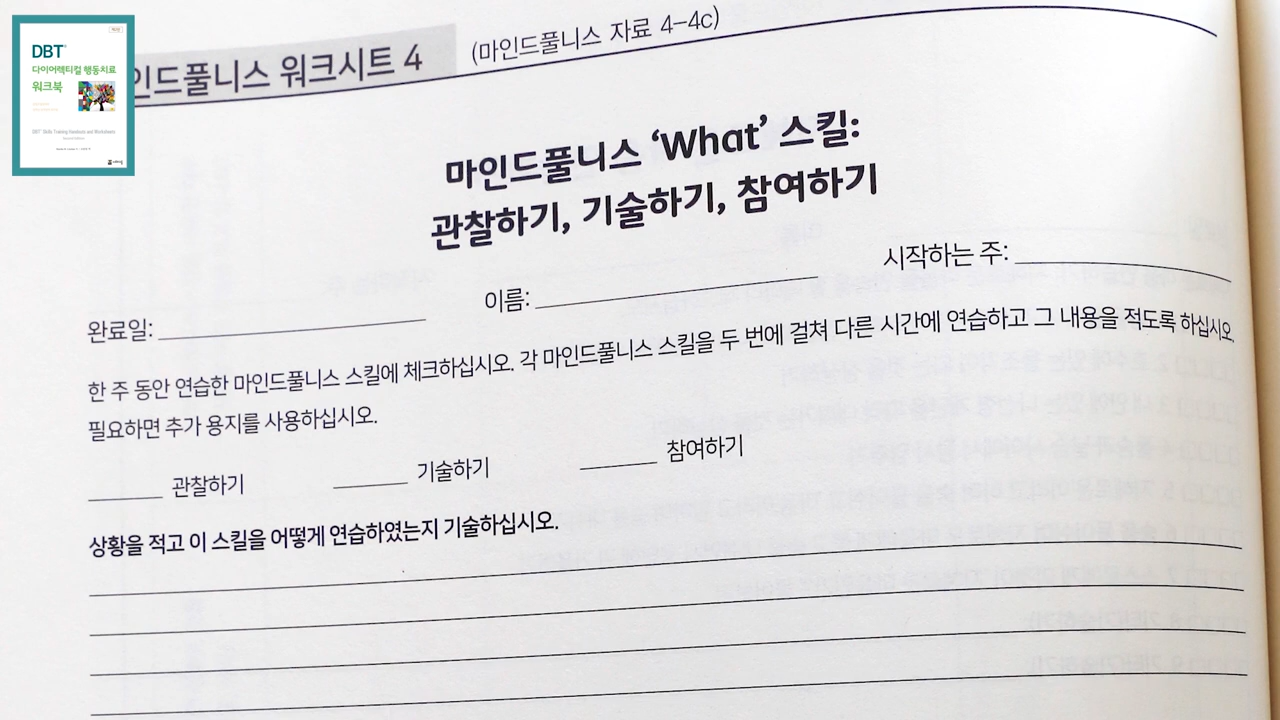 DBT
다이어렉티컬 행동치료
워크북
DBT Skills Training Handouts and Worksheets
인드풀니스 워크시트 4
(마인드풀니스 자료 4-4c)
마인드풀니스 ‘What’ 스킬:
관찰하기, 기술하기, 참여하기
시작하는 주:
이름:
완료일:
한 주 동안 연습한 마인드풀니스 스킬에 체크하십시오. 각 마인드풀니스 스킬을 두 번에 걸쳐 다른 시간에 연습하고 그 내용을 적도록 하십시오.
필요하면 추가 용지를 사용하십시오.
관찰하기 기술하기 참여하기
상황을 적고 이 스킬을 어떻게 연습하였는지 기술하십시오.